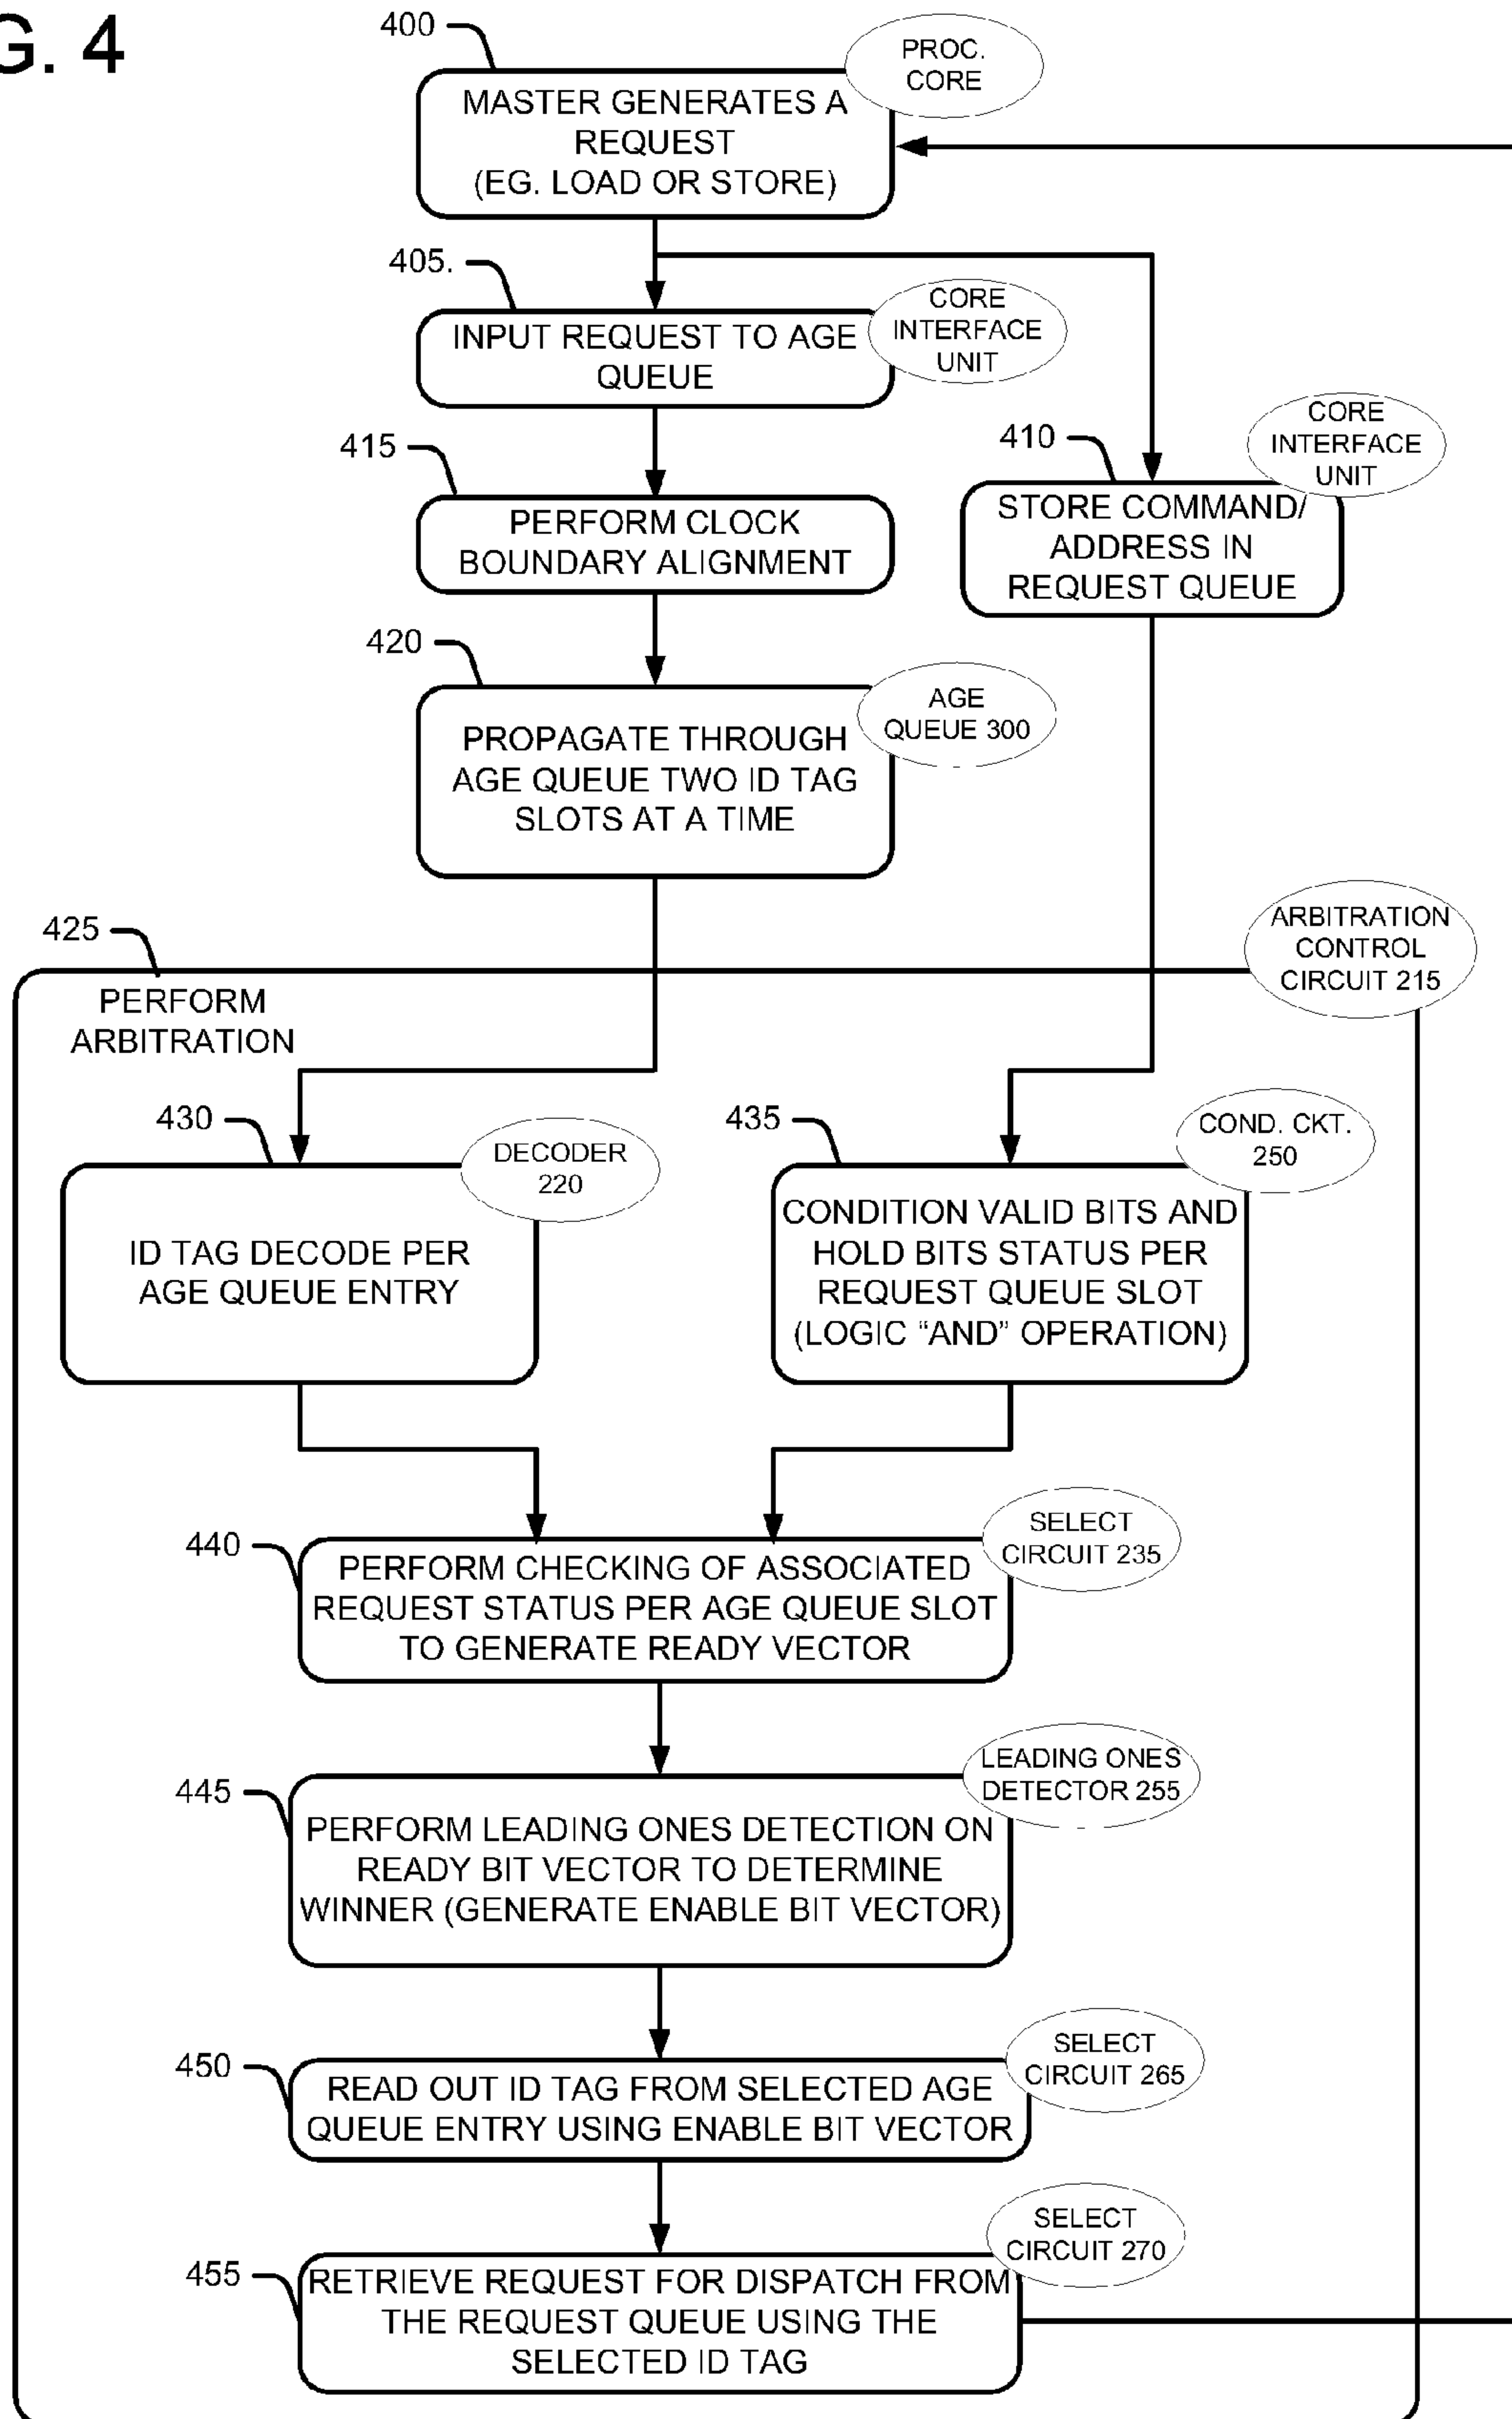 G. 4
400
PROC.
CORE
MASTER GENERATES A
REQUEST
(EG. LOAD OR STORE)
405.
CORE
INTERFACE
UNIT
INPUT REQUEST TO AGE
QUEUE
415
PERFORM CLOCK
BOUNDARY ALIGNMENT
410
CORE
INTERFACE
UNIT
STORE COMMAND/
ADDRESS IN
REQUEST QUEUE
420
AGE
QUEUE 300
PROPAGATE THROUGH
AGE QUEUE TWO ID TAG
SLOTS AT A TIME
425
ARBITRATION
CONTROL
CIRCUIT 215
PERFORM
ARBITRATION
430
DECODER
220
ID TAG DECODE PER
AGE QUEUE ENTRY
435
COND. CKT.
250
CONDITION VALID BITS AND
HOLD BITS STATUS PER
REQUEST QUEUE SLOT
(LOGIC “AND” OPERATION)
440
SELECT
CIRCUIT 235
PERFORM CHECKING OF ASSOCIATED
REQUEST STATUS PER AGE QUEUE SLOT
TO GENERATE READY VECTOR
445
LEADING ONES
DETECTOR 255
PERFORM LEADING ONES DETECTION ON
READY BIT VECTOR TO DETERMINE
WINNER (GENERATE ENABLE BIT VECTOR)
450
SELECT
CIRCUIT 265
READ OUT ID TAG FROM SELECTED AGE
QUEUE ENTRY USING ENABLE BIT VECTOR
455
SELECT
CIRCUIT 270
RETRIEVE REQUEST FOR DISPATCH FROM
THE REQUEST QUEUE USING THE
SELECTED ID TAG